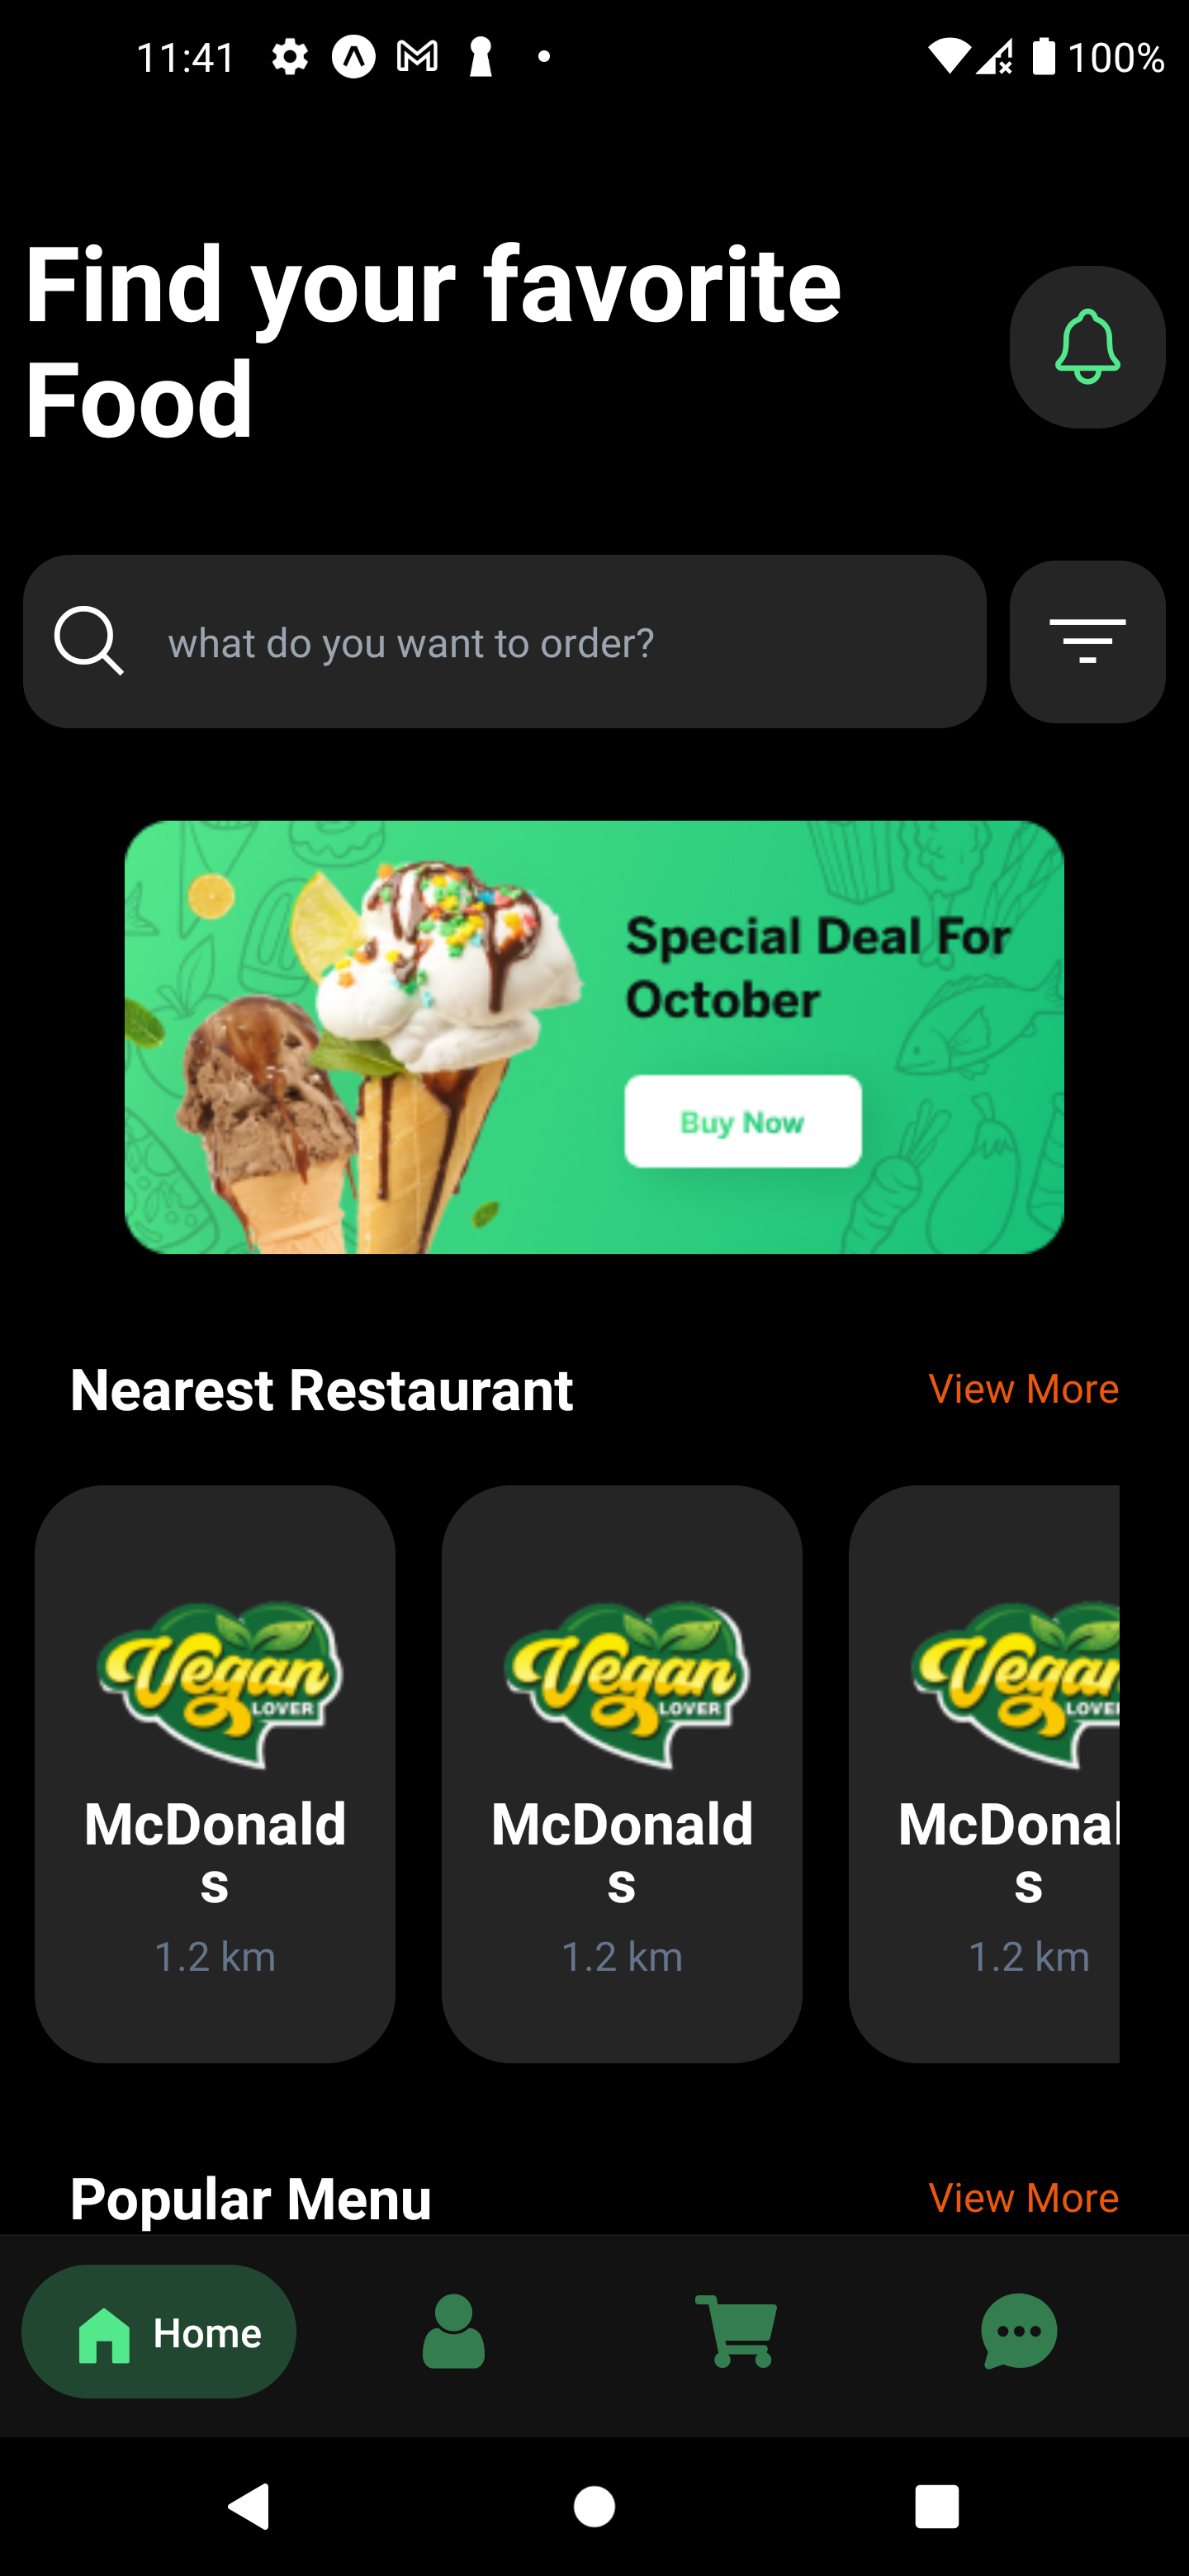 11:41
100%
Find your favorite
Food
what do you want to order?
Special Deal For
October
Buy Now
Nearest Restaurant
View More
Vegan
LOVER
McDonald
s
1.2 km
Vegan
LOVER
McDonald
s
1.2 km
Vegan
LOVER
McDonal
s
1.2 km
Popular Menu
View More
Home